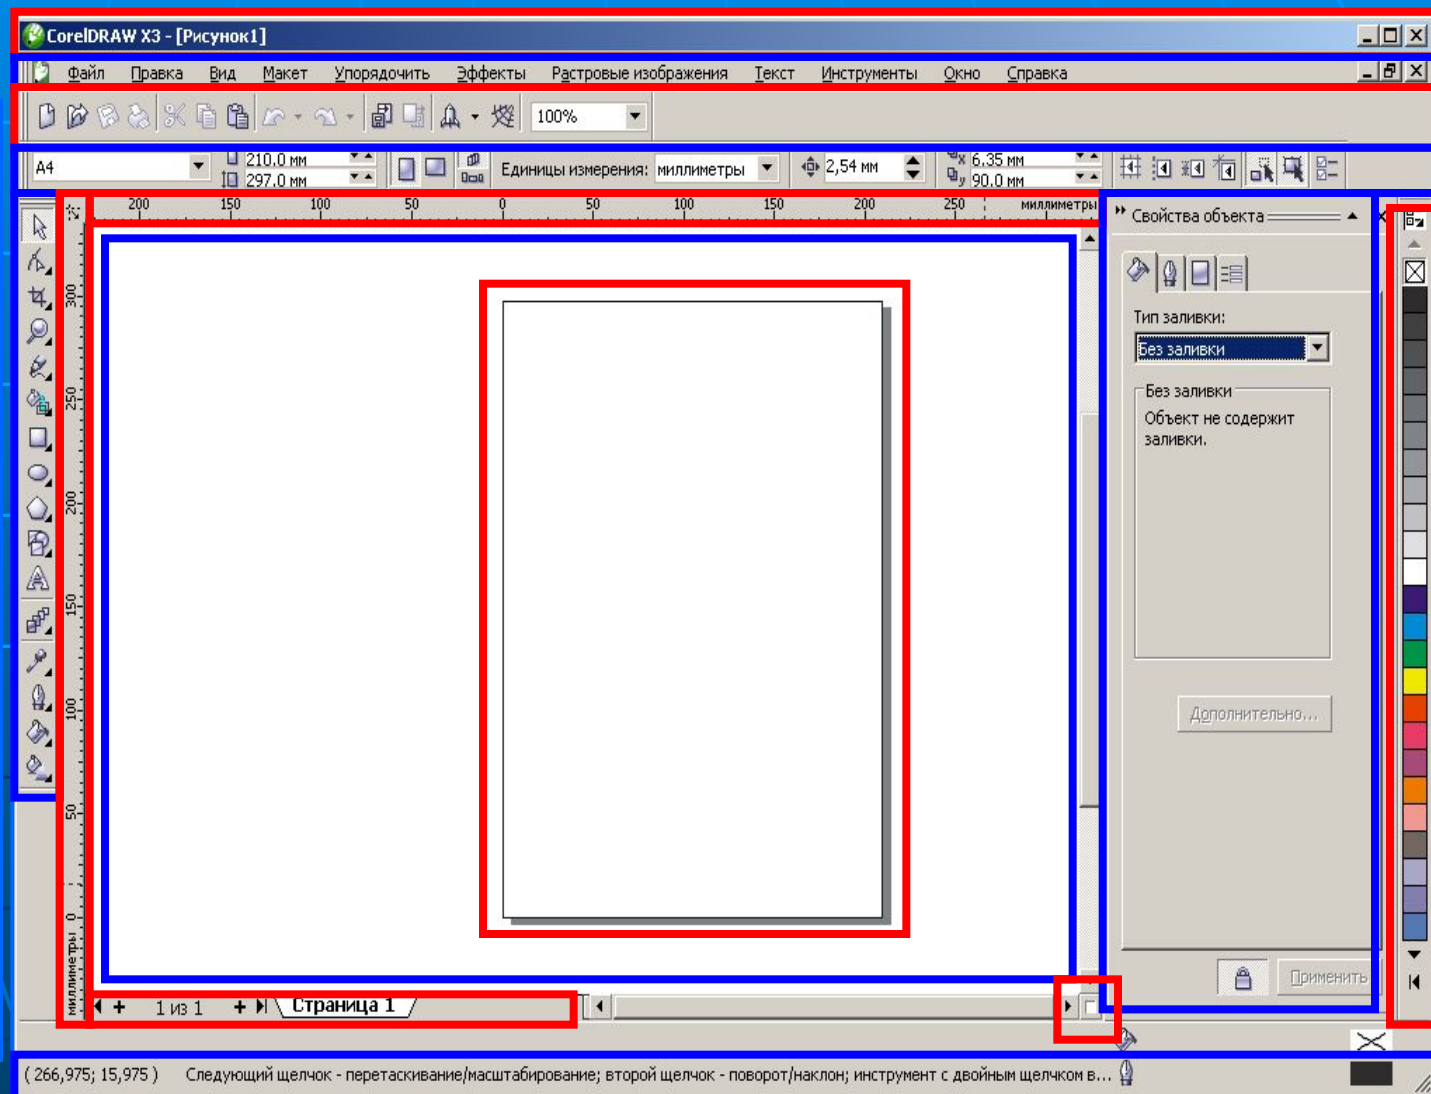 CorelDRAW X3 - [Рисунок1]
Файл Правка Вид Макет Упорядочить Эффекты Растровые изображения Текст Инструменты Окно Справка
100%
A4 210.0 мм 297.0 мм Единицы измерения: миллиметры 2,54 мм x 6.35 мм y 90.0 мм
200 150 100 50 0 50 100 150 200 250 миллиметры
300
250
200
150
100
50
0
миллиметры
Свойства объекта
Тип заливки:
Без заливки
Без заливки
Объект не содержит
заливки.
Дополнительно...
Применить
1 из 1 Страница 1
( 266,975; 15,975 ) Следующий щелчок - перетаскивание/масштабирование; второй щелчок - поворот/наклон; инструмент с двойным щелчком в...